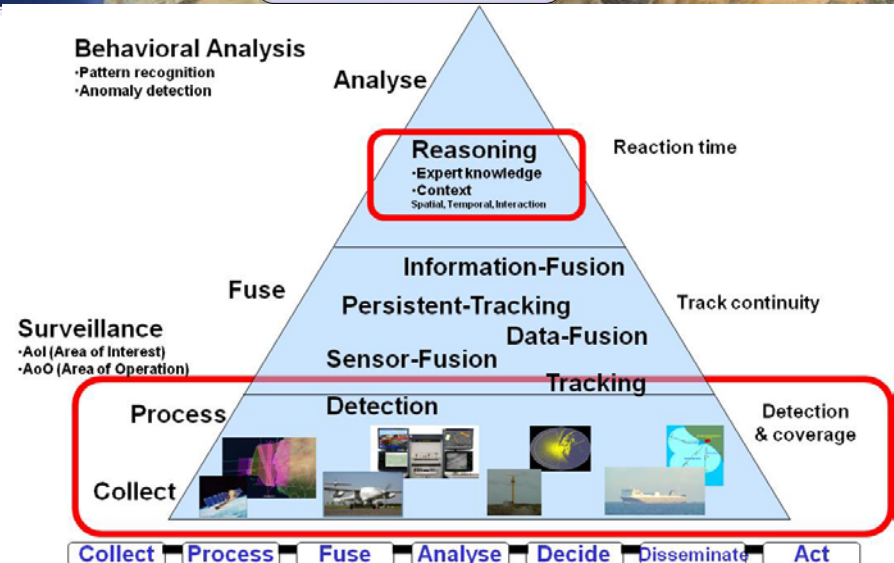 Behavioral Analysis
·Pattern recognition
·Anomaly detection
Analyse
Reasoning
·Expert knowledge
·Context
Spatial, Temporal, Interaction
Reaction time
Information-Fusion
Fuse
Persistent-Tracking
Track continuity
Data-Fusion
Surveillance
·AoI (Area of Interest)
·AoO (Area of Operation)
Sensor-Fusion
Tracking
Process
Detection
Detection
& coverage
Collect
Collect Process Fuse Analyse Decide Disseminate Act